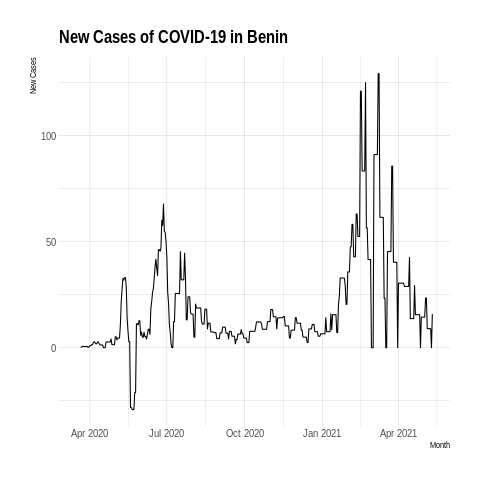 New Cases of COVID-19 in Benin
New Cases
100
50
0
Apr 2020 Jul 2020 Oct 2020 Jan 2021 Apr 2021
Month